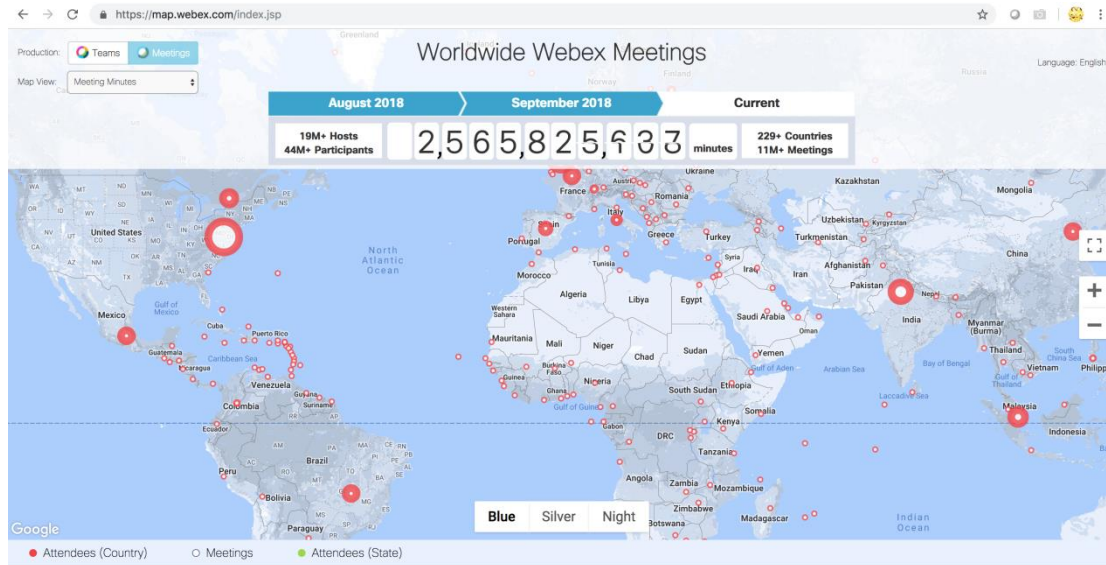 https://map.webex.com/index.jsp
Production: Teams Meetings
Worldwide Webex Meetings
Language: English
Map View: Meeting Minutes
August 2018 September 2018 Current
19M+ Hosts
44M+ Participants
2,565,825,6 minutes
229+ Countries
11M+ Meetings
Greenland
Norway
Finland
Russia
Ukraine
Kazakhstan
Mongolia
France
Romania
Italy
Uzbekistan
Kyrgyzstan
United States
North
Atlantic
Ocean
Portugal
Spain
Greece
Turkey
Turkmenistan
China
Tunisia
Syria
Iraq
Iran
Afghanistan
Morocco
Pakistan
Nepal
Algeria
Libya
Egypt
Gulf of
Mexico
Mexico
Western
Sahara
Saudi Arabia
India
Myanmar
(Burma)
Oman
Cuba
Puerto Rico
Mauritania
Mali
Niger
Chad
Sudan
Yemen
Thailand
South
China Sea
Guatemala
Caribbean Sea
Nicaragua
Burkina
Faso
Gulf of Aden
Arabian Sea
Bay of Bengal
Gulf of
Thailand
Vietnam
Philipp
Guinea
Nigeria
Venezuela
Ghana
South Sudan
Ethiopia
Guyana
Suriname
Laccadive Sea
Colombia
Gulf of Guinea
Somalia
Malaysia
Ecuador
Gabon
Kenya
DRC
Indonesia
Brazil
Tanzania
Peru
Angola
Zambia
Mozambique
Bolivia
Zimbabwe
Madagascar
Botswana
Indian
Ocean
Paraguay
Blue Silver Night
Google
Attendees (Country) Meetings Attendees (State)